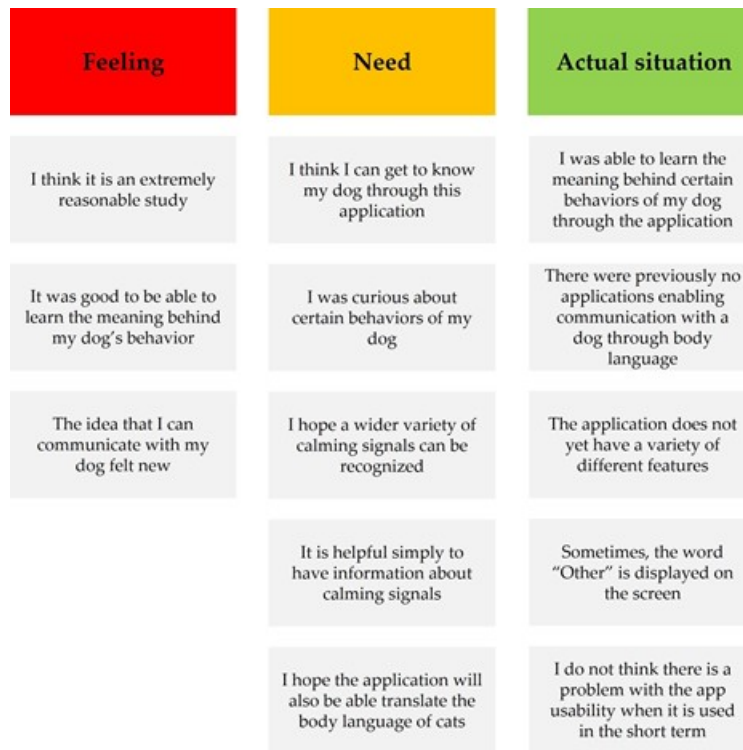 Feeling
Need
Actual situation
I think it is an extremely
reasonable study
I think I can get to know
my dog through this
application
I was able to learn the
meaning behind certain
behaviors of my dog
through the application
It was good to be able to
learn the meaning behind
my dog's behavior
I was curious about
certain behaviors of my
dog
There were previously no
applications enabling
communication with a
dog through body
language
The idea that I can
communicate with my
dog felt new
I hope a wider variety of
calming signals can be
recognized
The application does not
yet have a variety of
different features
It is helpful simply to
have information about
calming signals
Sometimes, the word
“Other” is displayed on
the screen
I hope the application will
also be able translate the
body language of cats
I do not think there is a
problem with the app
usability when it is used
in the short term